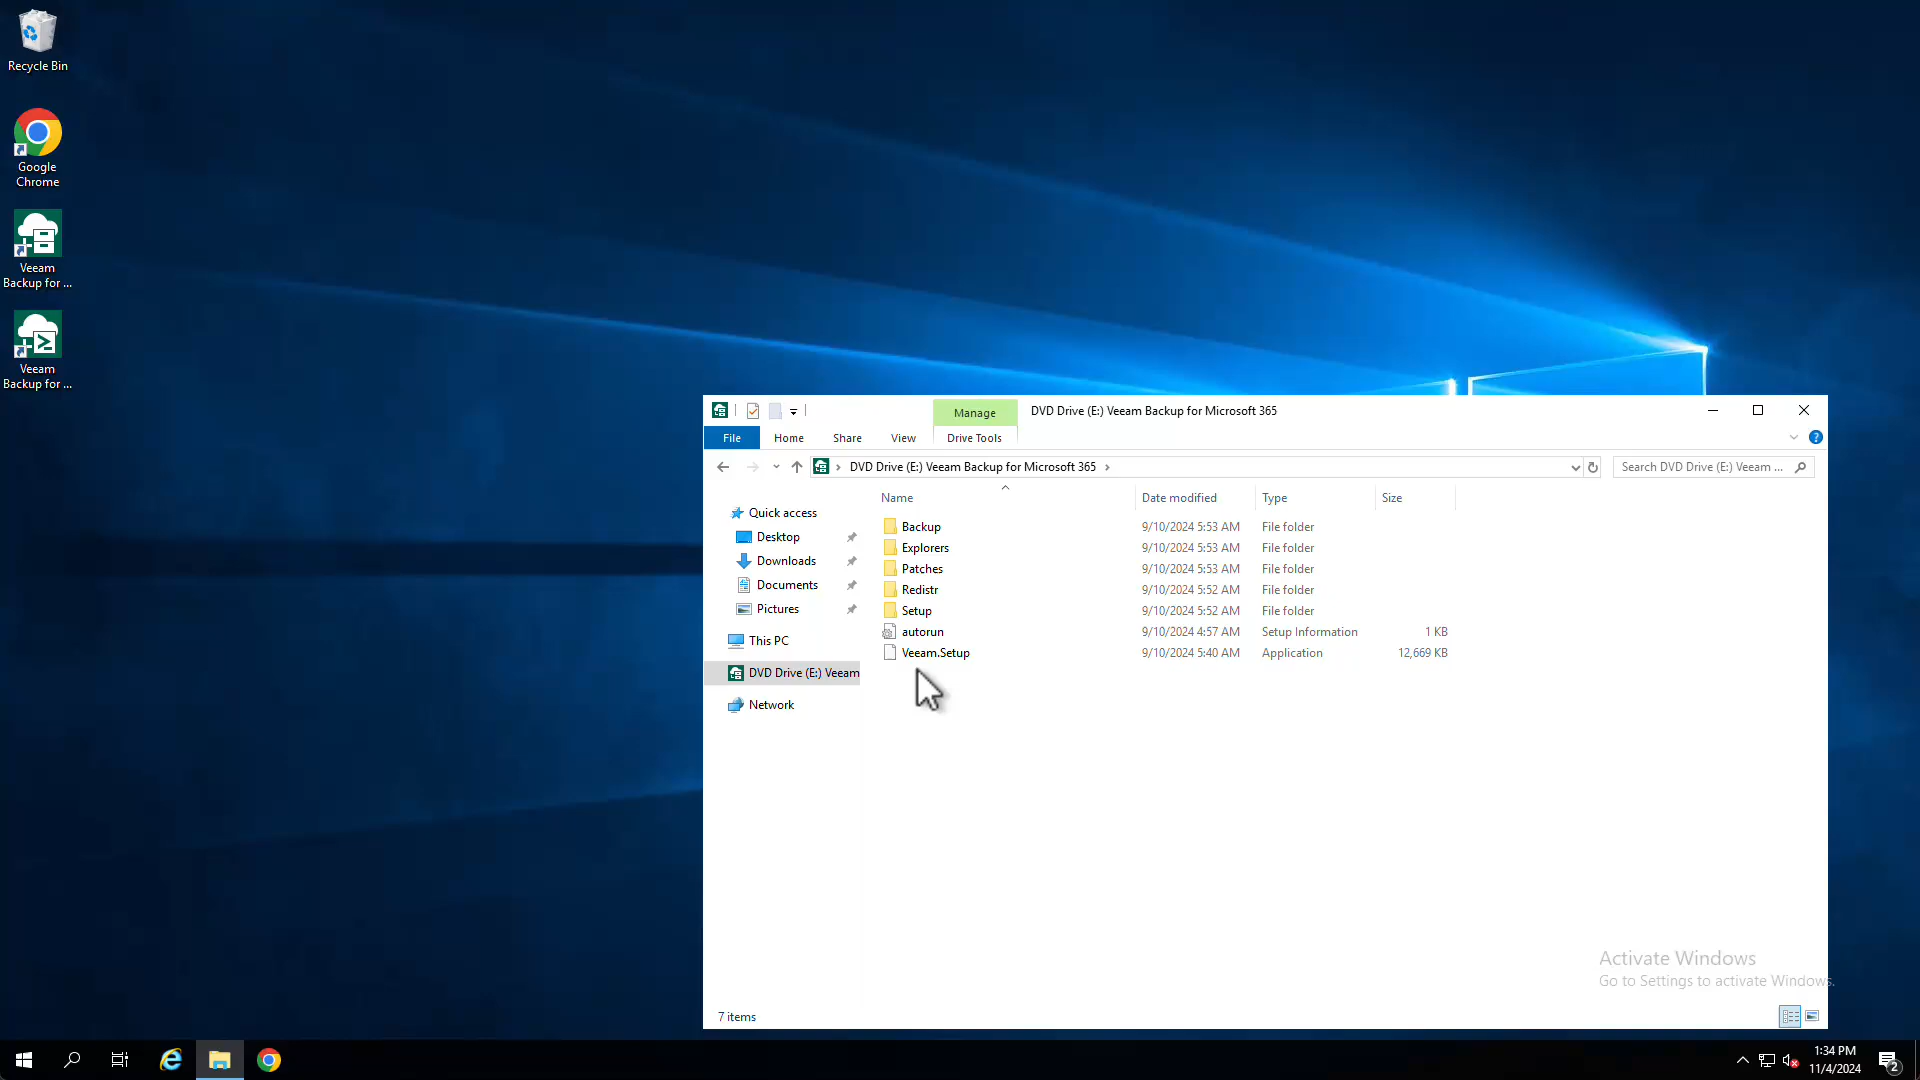 Recycle Bin
Google
Chrome
Veeam
Backup for ...
Veeam
Backup for ...
Manage
DVD Drive (E:) Veeam Backup for Microsoft 365
File
Home
Share
View
Drive Tools
DVD Drive (E:) Veeam Backup for Microsoft 365
Search DVD Drive (E:) Veeam ...
Name
Date modified
Type
Size
Quick access
Desktop
Downloads
Documents
Pictures
This PC
DVD Drive (E:) Veeam
Network
Backup 9/10/2024 5:53 AM File folder
Explorers 9/10/2024 5:53 AM File folder
Patches 9/10/2024 5:53 AM File folder
Redistr 9/10/2024 5:52 AM File folder
Setup 9/10/2024 5:52 AM File folder
autorun 9/10/2024 4:57 AM Setup Information 1 KB
Veeam.Setup 9/10/2024 5:40 AM Application 12,669 KB
Activate Windows
Go to Settings to activate Windows.
7 items
1:34 PM
11/4/2024
2